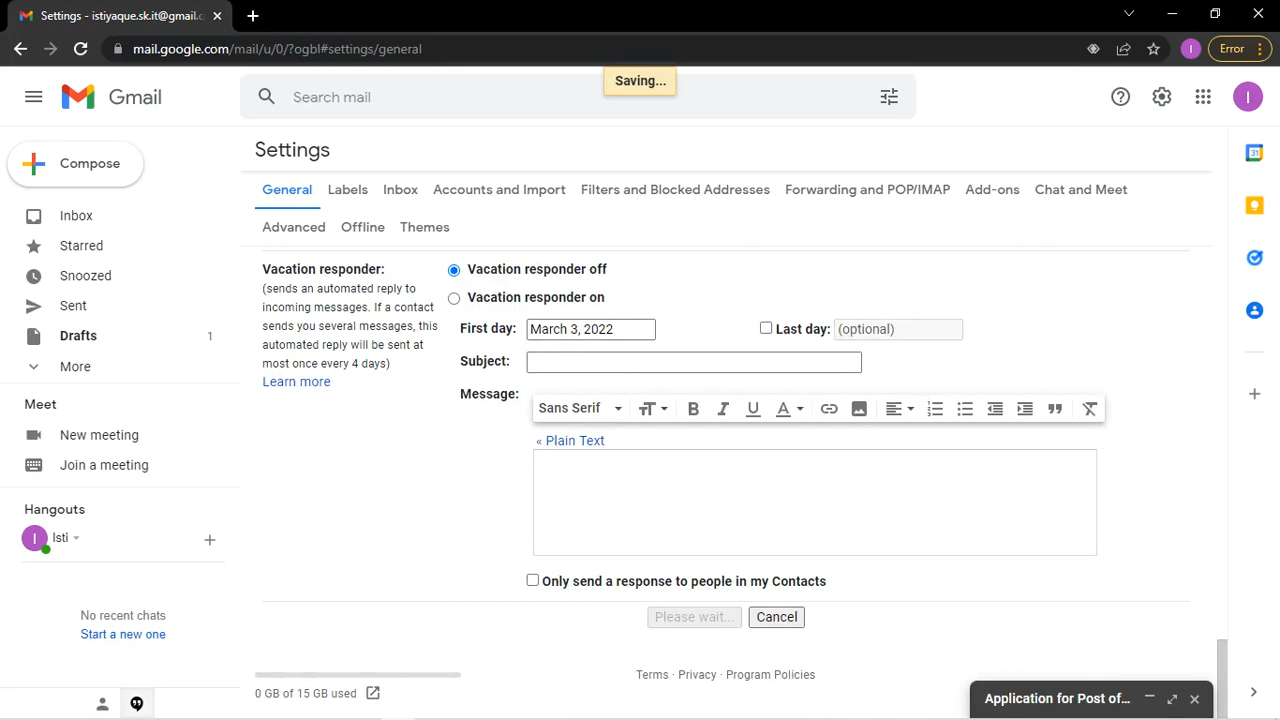 Settings - istiyaque.sk.it@gmail.c
mail.google.com/mail/u/0/?ogbl#settings/general
I
Error
Saving...
Gmail
Search mail
I
Settings
Compose
31
General Labels Inbox Accounts and Import Filters and Blocked Addresses Forwarding and POP/IMAP Add-ons Chat and Meet
Advanced Offline Themes
Inbox
Starred
Snoozed
Sent
Drafts 1
More
Meet
New meeting
Join a meeting
Hangouts
I Isti
No recent chats
Start a new one
Vacation responder:
(sends an automated reply to
incoming messages. If a contact
sends you several messages, this
automated reply will be sent at
most once every 4 days)
Learn more
Vacation responder off
Vacation responder on
First day: March 3, 2022 Last day: (optional)
Subject:
Message:
Sans Serif B I U A
« Plain Text
Only send a response to people in my Contacts
Please wait... Cancel
0 GB of 15 GB used
Terms · Privacy · Program Policies
Application for Post of...